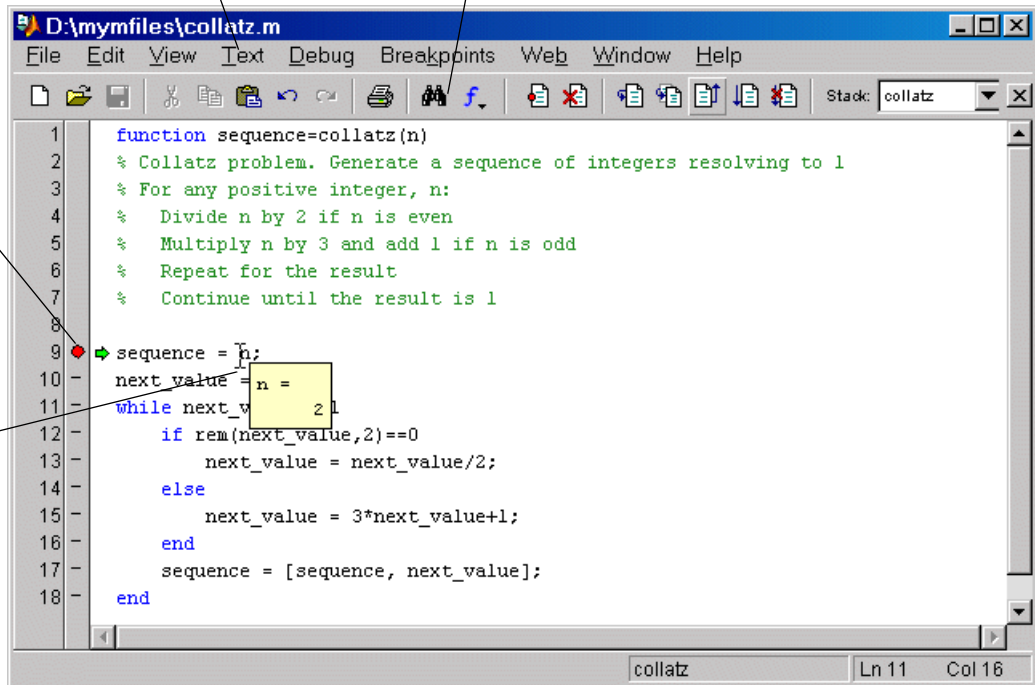 D:\mymfiles\collatz.m
File Edit View Text Debug Breakpoints Web Window Help
Stack: collatz
1 function sequence=collatz(n)
2 % Collatz problem. Generate a sequence of integers resolving to 1
3 % For any positive integer, n:
4 % Divide n by 2 if n is even
5 % Multiply n by 3 and add 1 if n is odd
6 % Repeat for the result
7 % Continue until the result is 1
8
9 sequence = n;
10 - next_value =
n =
2
11 - while next_v 1
12 - if rem(next_value,2)==0
13 - next_value = next_value/2;
14 - else
15 - next_value = 3*next_value+1;
16 - end
17 - sequence = [sequence, next_value];
18 - end
collatz Ln 11 Col 16